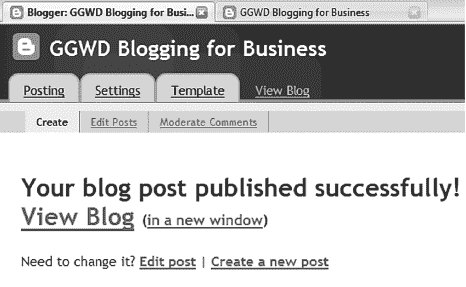 Blogger: GGWD Blogging for Busi... GGWD Blogging for Business
GGWD Blogging for Business
Posting Settings Template View Blog
Create Edit Posts Moderate Comments
Your blog post published successfully!
View Blog (in a new window)
Need to change it? Edit post | Create a new post